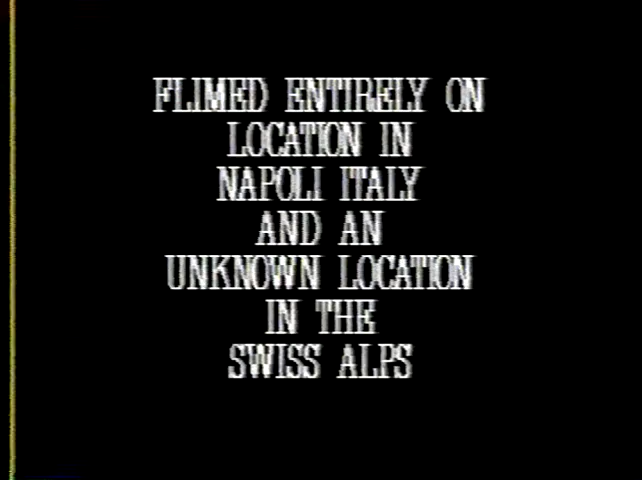 FLIMED ENTIRELY ON
LOCATION IN
NAPOLI ITALY
AND AN
UNKNOWN LOCATION
IN THE
SWISS ALPS